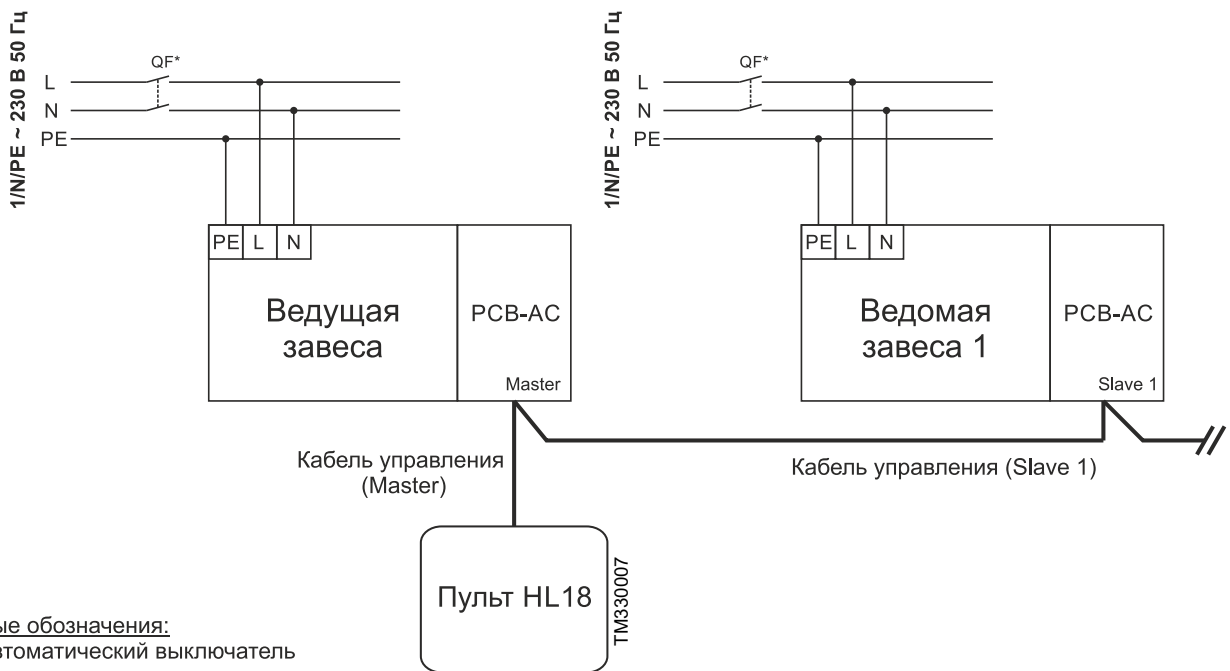 1/N/PE ~ 230 В 50 Гц
QF*
L
N
PE
PE L N
Ведущая
завеса
PCB-AC
Master
1/N/PE ~ 230 В 50 Гц
QF*
L
N
PE
PE L N
Ведомая
завеса 1
PCB-AC
Slave 1
Кабель управления
(Master)
Кабель управления (Slave 1)
Пульт HL18
TM330007
ые обозначения:
втоматический выключатель